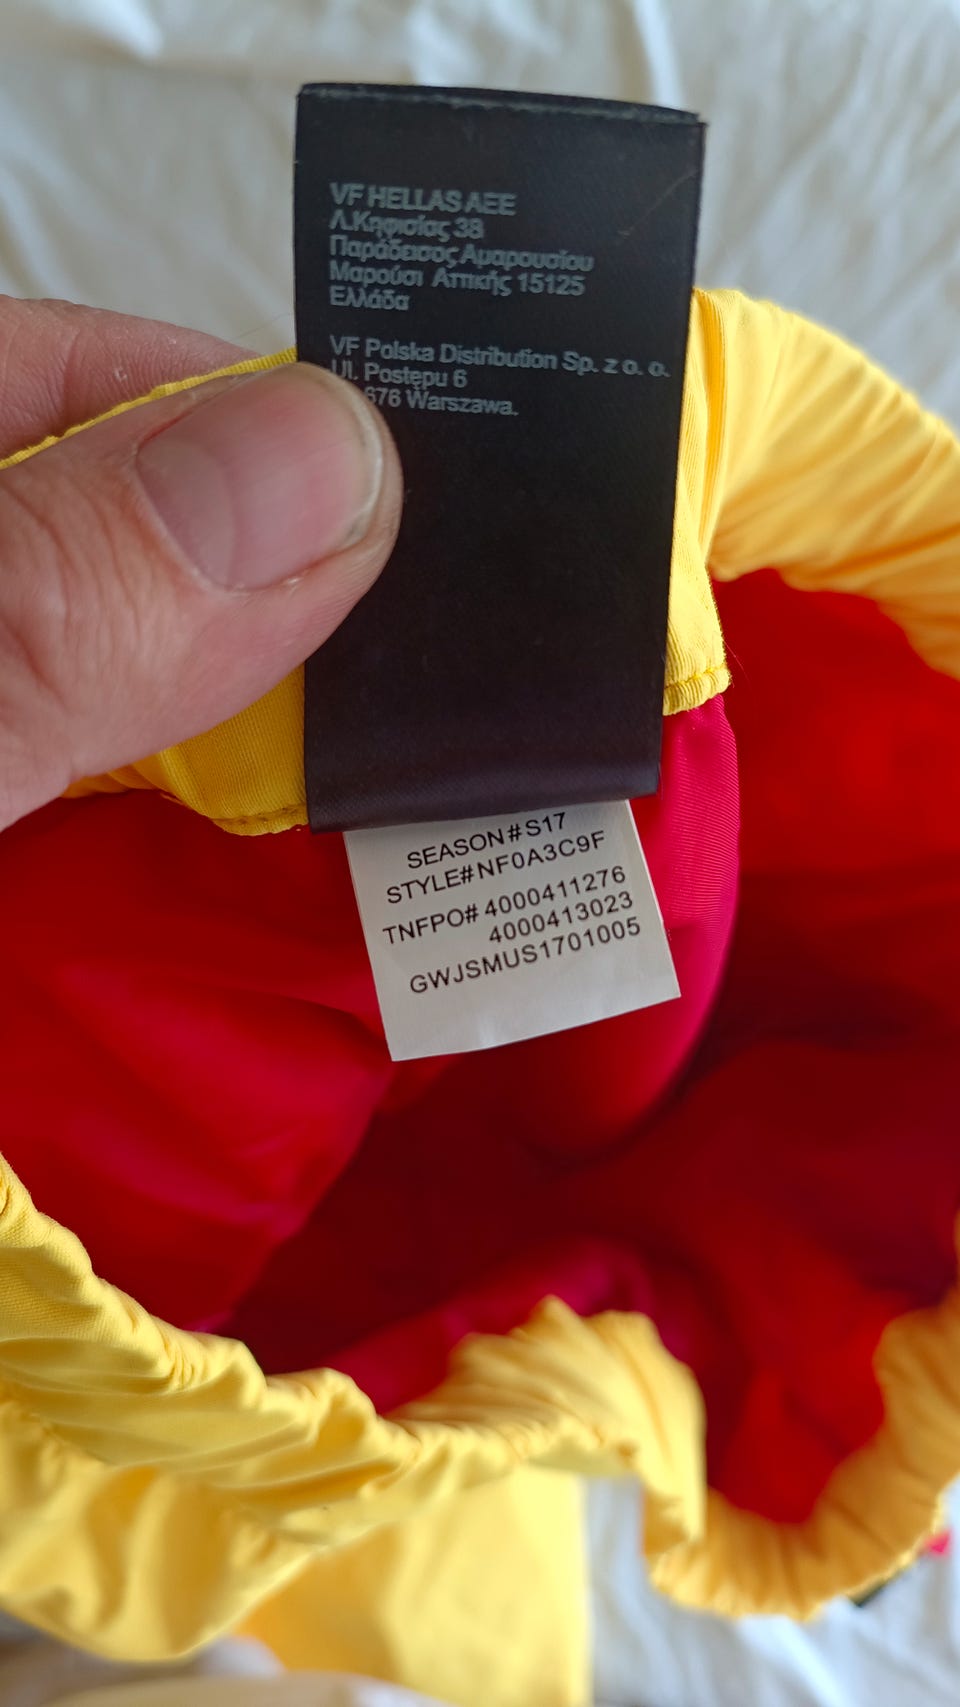 VF HELLAS AEE
Λ.Κηφισίας 38
Παράδεισος Αμαρουσίου
Μαρούσι Αττικής 15125
Ελλάδα
VF Polska Distribution Sp. z o. o.
Ul. Postępu 6
676 Warszawa.
SEASON#S17
STYLE#NF0A3C9F
TNFPO# 4000411276
4000413023
GWJSMUS1701005